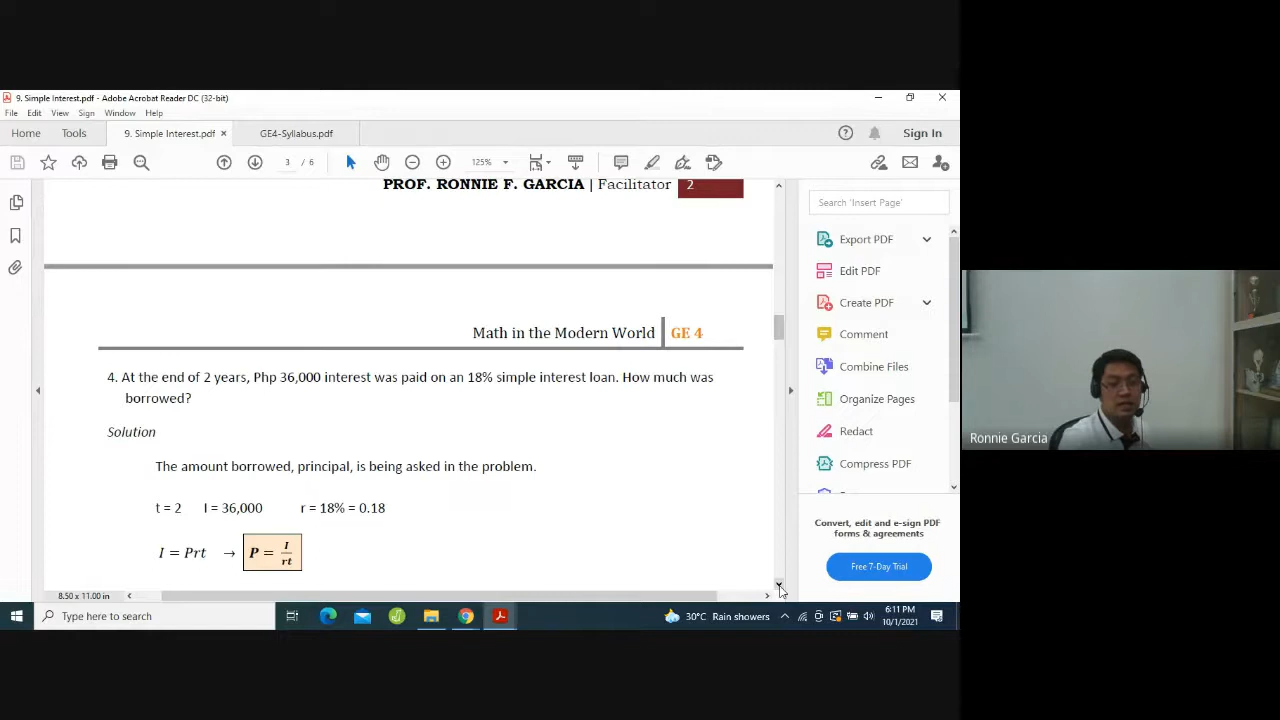 9. Simple Interest.pdf - Adobe Acrobat Reader DC (32-bit)
File Edit View Sign Window Help
Home Tools 9. Simple Interest.pdf × GE4-Syllabus.pdf Sign In
3 / 6 125%
PROF. RONNIE F. GARCIA | Facilitator 2
Math in the Modern World GE 4
4. At the end of 2 years, Php 36,000 interest was paid on an 18% simple interest loan. How much was
borrowed?
Solution
The amount borrowed, principal, is being asked in the problem.
t = 2 I = 36,000 r = 18% = 0.18
I = Prt → P = I/rt
8.50 x 11.00 in
Search 'Insert Page'
Export PDF
Edit PDF
Create PDF
Comment
Combine Files
Organize Pages
Redact
Compress PDF
Convert, edit and e-sign PDF
forms & agreements
Free 7-Day Trial
Type here to search
30°C Rain showers
6:11 PM
10/1/2021
Ronnie Garcia